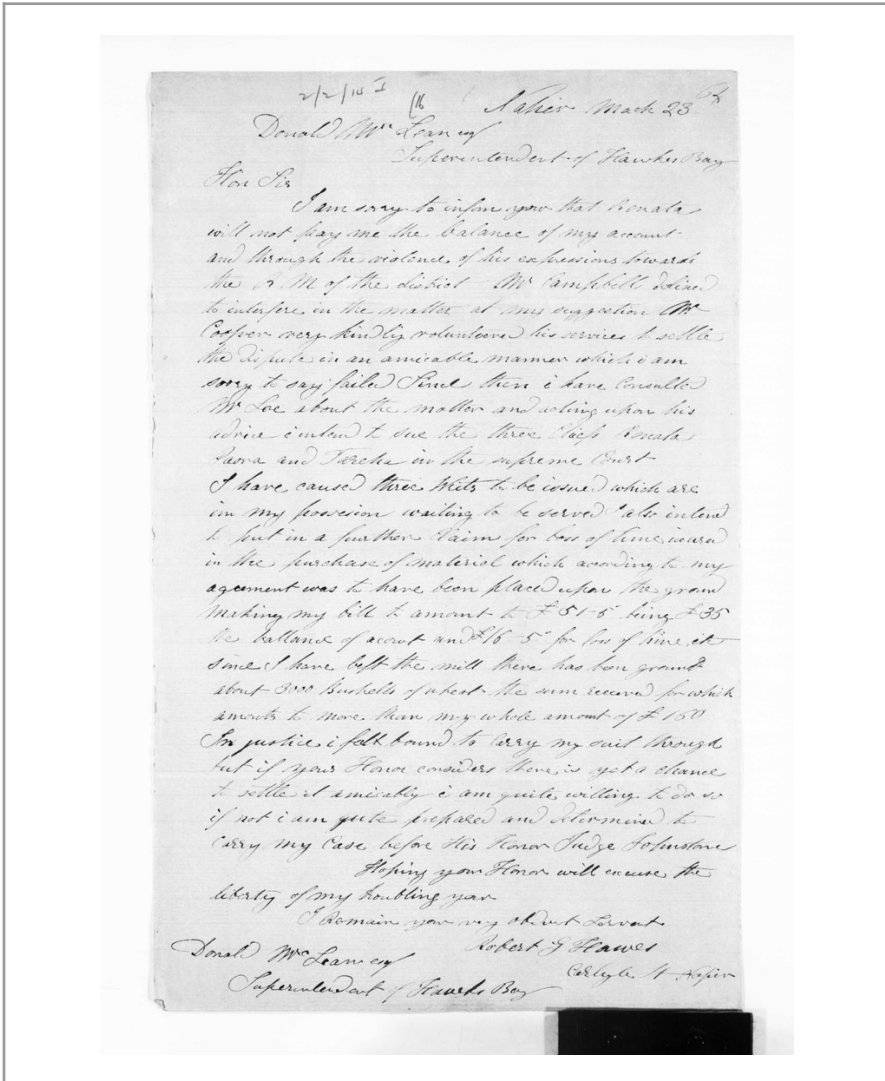 2/2/14
Napier March 23 64
Donald McLean esq
Superintendent of Hawkes Bay
Hon Sir
I am sorry to inform you that Renata
will not pay me the balance of my account
and through the violence of his expressions towards
the R M of the district Mr Campbell declined
to interfere in the matter at my suggestion Mr
Cooper very kindly volunteered his services to settle
the dispute in an amicable manner which i am
sorry to say failed Since then i have consulted
Mr Lee about the matter and acting upon his
advice i intend to sue the three Chiefs Renata
Paora and Tareha in the supreme Court
I have caused three Writs to be issued which are
in my possesion waiting to be served I also intend
to put in a further Claim for loss of time
in the purchase of material which according to my
agreement was to have been placed upon the ground
making my bill to amount to £51-5 being £35
balance of acount and £16-5 for loss of time
since I have left the mill there has been ground
about 3000 Bushells of wheat the sum received for which
amounts to more than my whole amount of £160
In justice i felt bound to carry my suit through
but if your Honor considers there is yet a chance
to settle it amicably i am quite willing to do so
if not i am quite prepared and determined to
carry my Case before His Honor Judge Johnstone
Hoping your Honor will excuse the
liberty of my troubling you
I Remain your very obedient Servant
Robert G Hawes
Carlyle St Napier
Donald McLean esq
Superintendent of Hawkes Bay